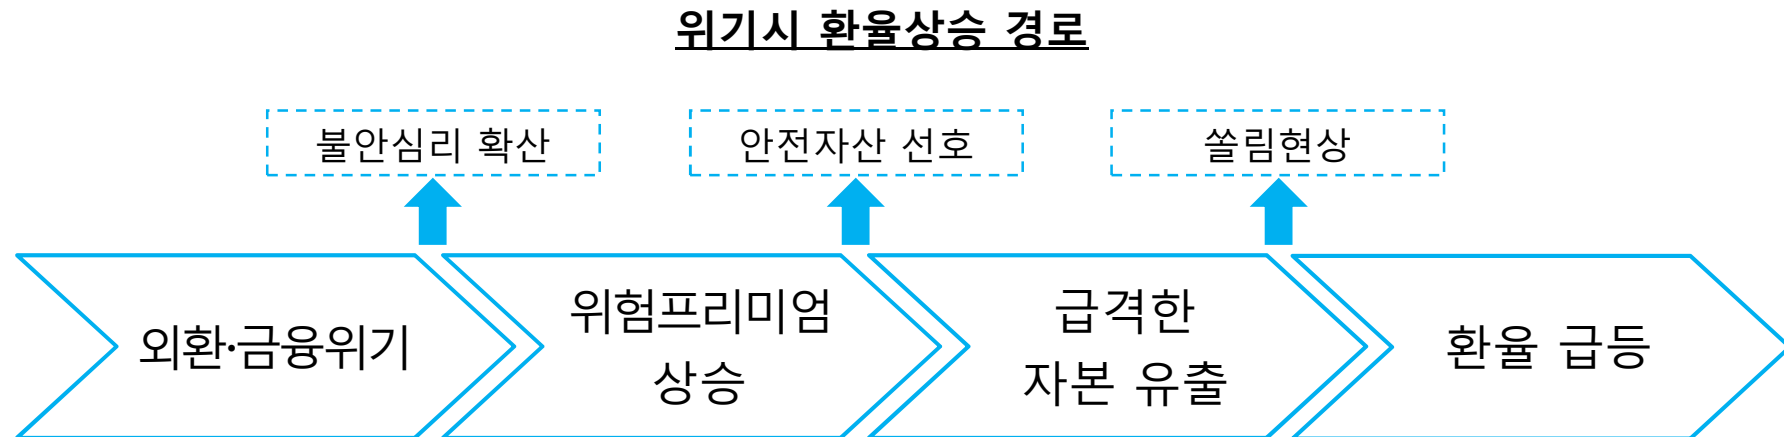 위기시 환율상승 경로
불안심리 확산
안전자산 선호
쏠림현상
외환·금융위기
위험프리미엄
상승
급격한
자본 유출
환율 급등